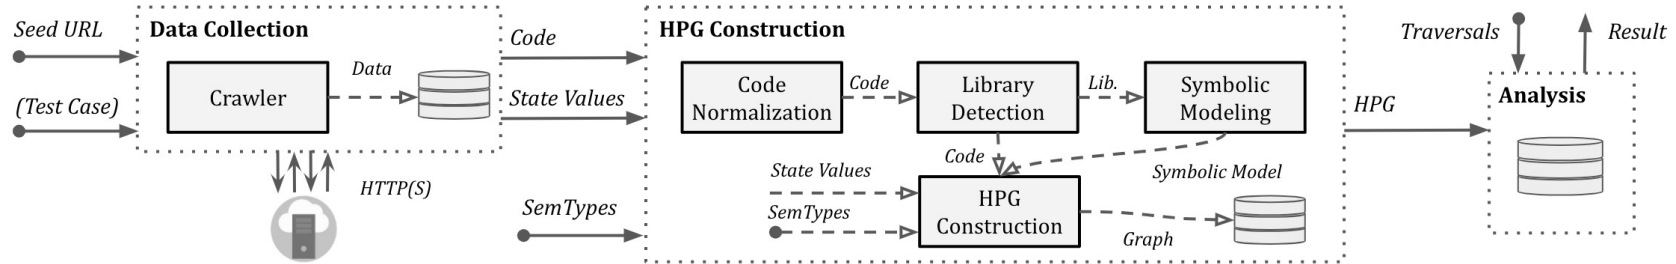 Seed URL
(Test Case)
Data Collection
Crawler
Data
HTTP(S)
Code
State Values
SemTypes
HPG Construction
Code
Normalization
Code
Library
Detection
Lib.
Symbolic
Modeling
Code
Symbolic Model
State Values
SemTypes
HPG
Construction
Graph
HPG
Traversals
Result
Analysis